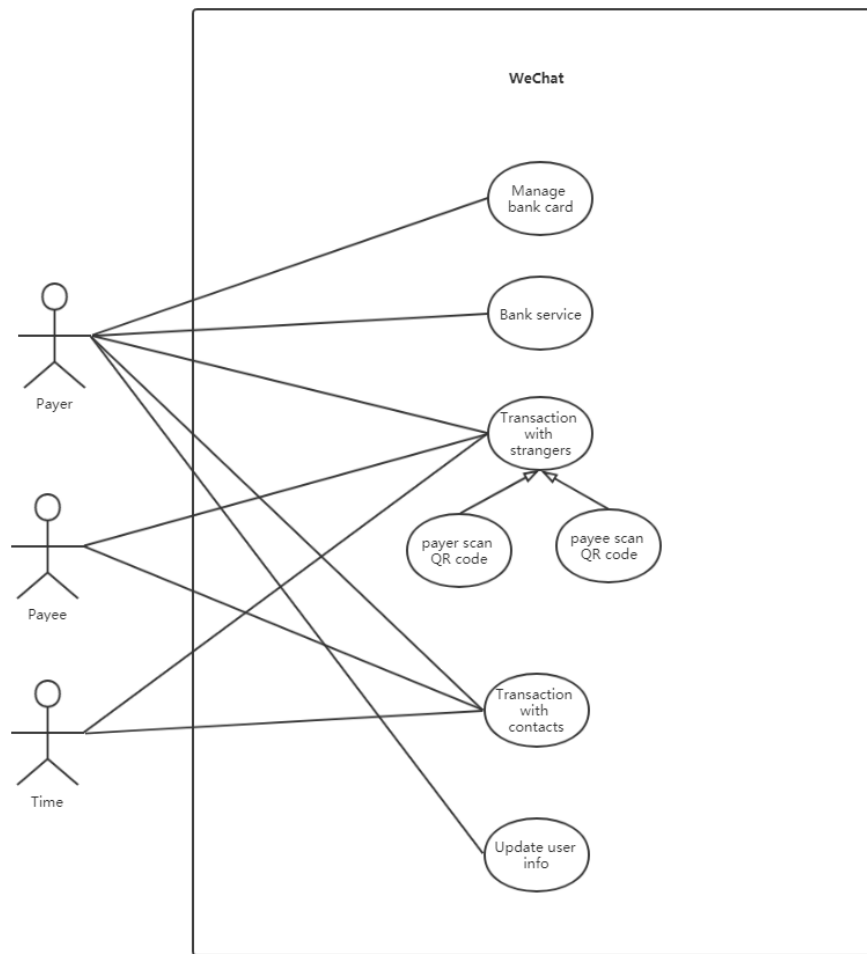 WeChat
Manage
bank card
Bank service
Payer
Transaction
with
strangers
payer scan
QR code
payee scan
QR code
Payee
Transaction
with
contacts
Time
Update user
info